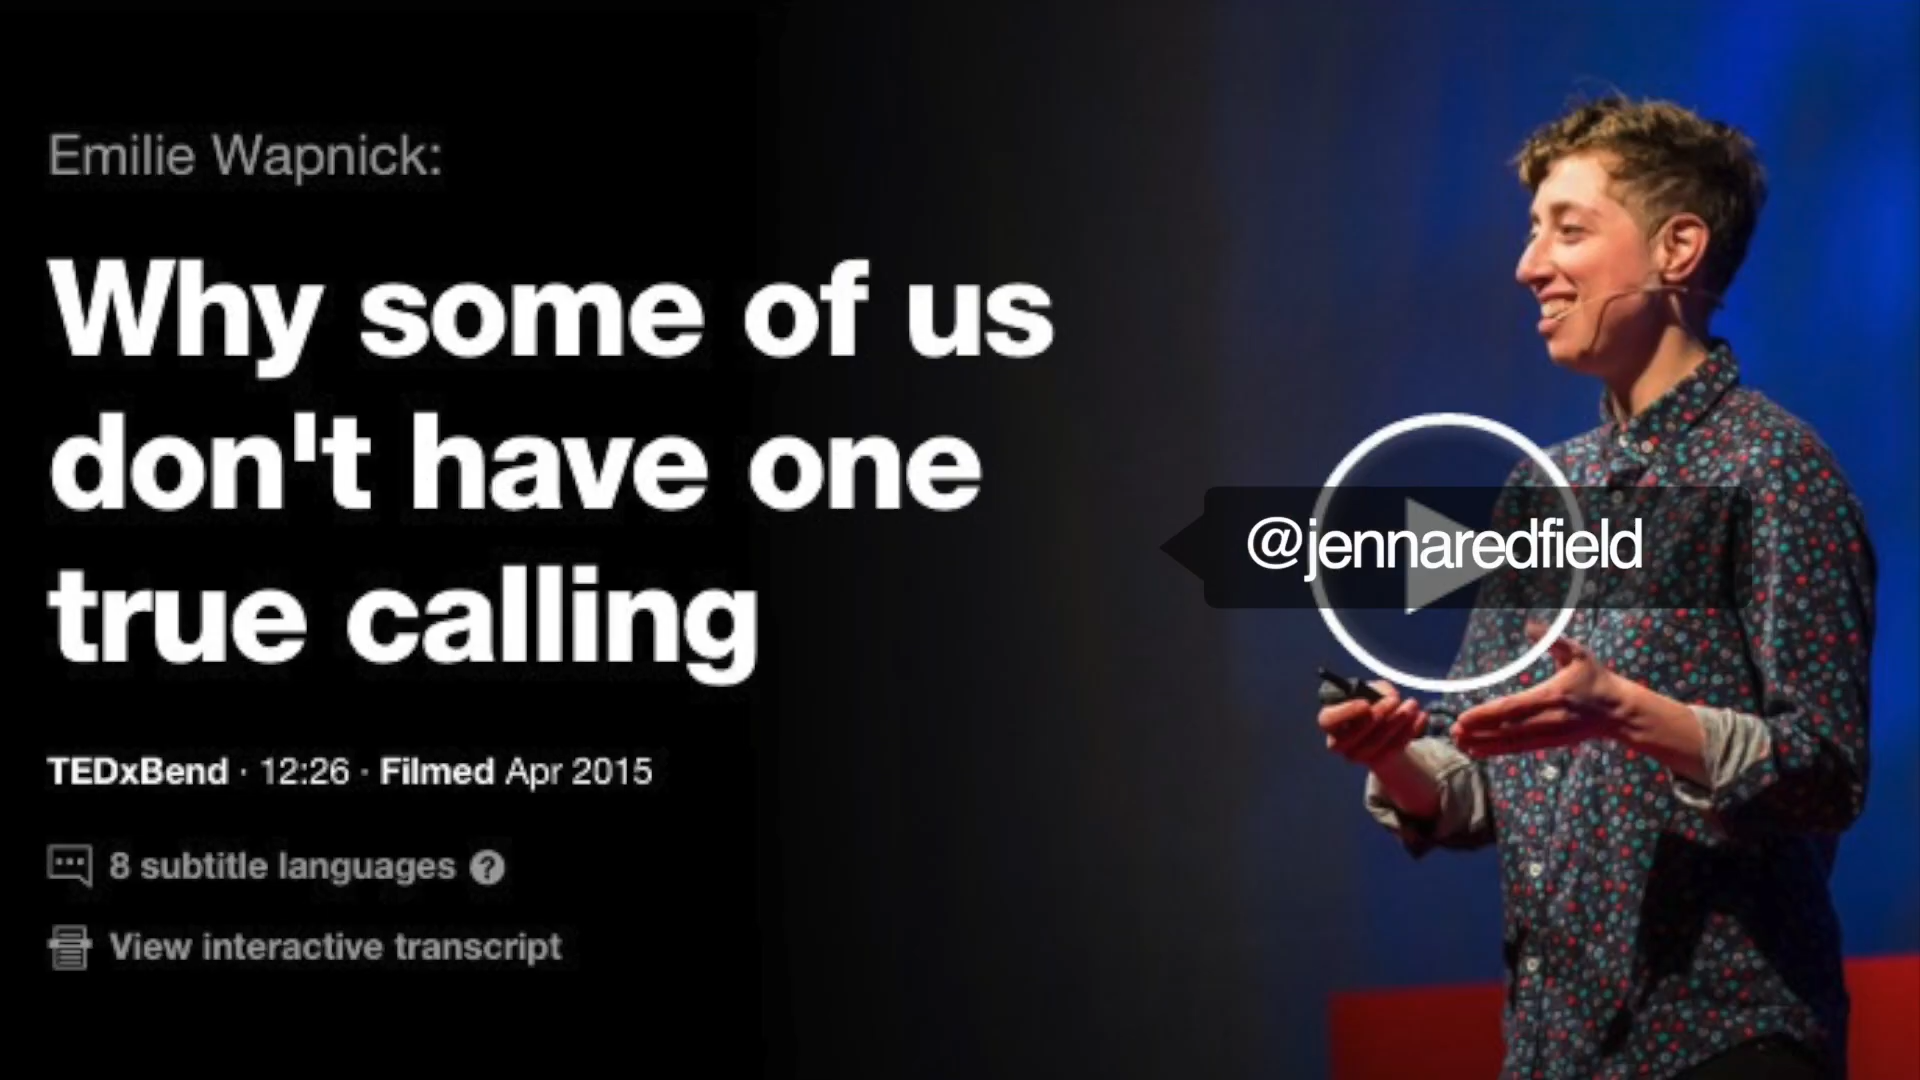 Emilie Wapnick:
Why some of us
don't have one
true calling
@jennaredfield
TEDxBend · 12:26 · Filmed Apr 2015
8 subtitle languages ?
View interactive transcript